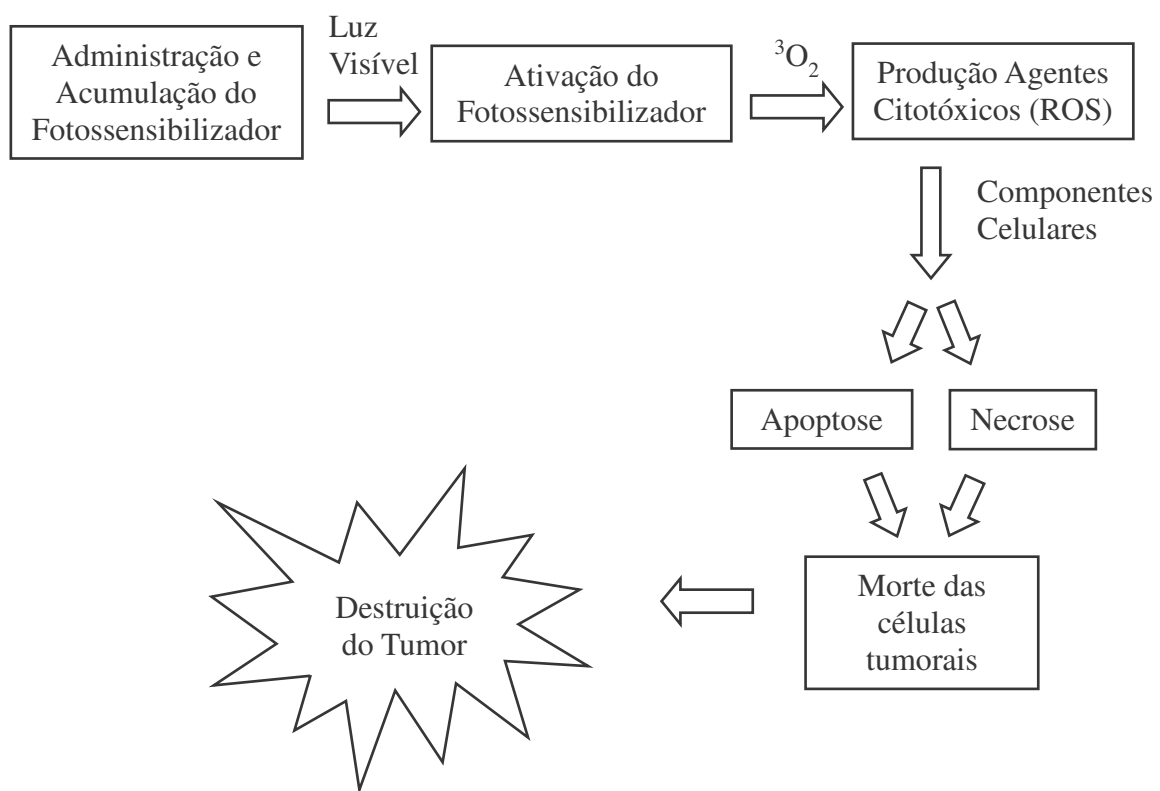 Administração e
Acumulação do
Fotossensibilizador
Luz
Visível
Ativação do
Fotossensibilizador
³O₂
Produção Agentes
Citotóxicos (ROS)
Componentes
Celulares
Apoptose
Necrose
Morte das
células
tumorais
Destruição
do Tumor